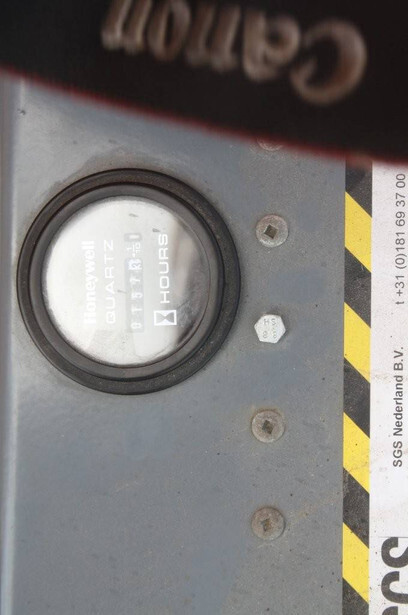 Canon
Honeywell
QUARTZ
HOURS
t +31 (0)181 69 37 00
SGS Nederland B.V.